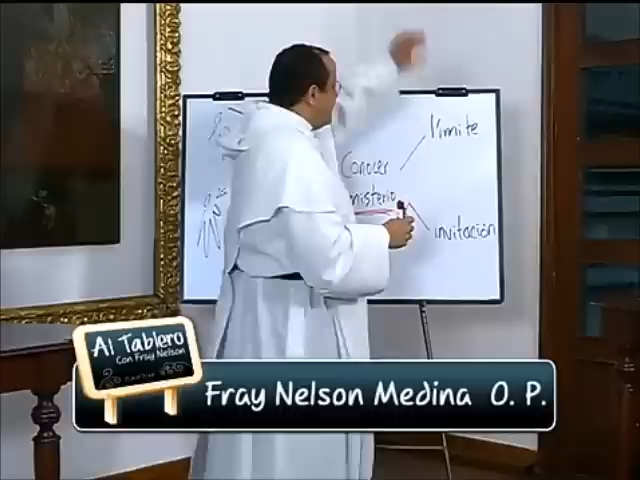 límite
Conocer
misterio
invitación
Al Tablero
Con Fray Nelson
Fray Nelson Medina O. P.